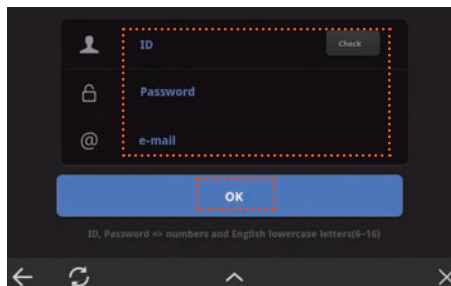 ID
Check
Password
@
e-mail
OK
ID, Password => numbers and English lowercase letters(6~16)